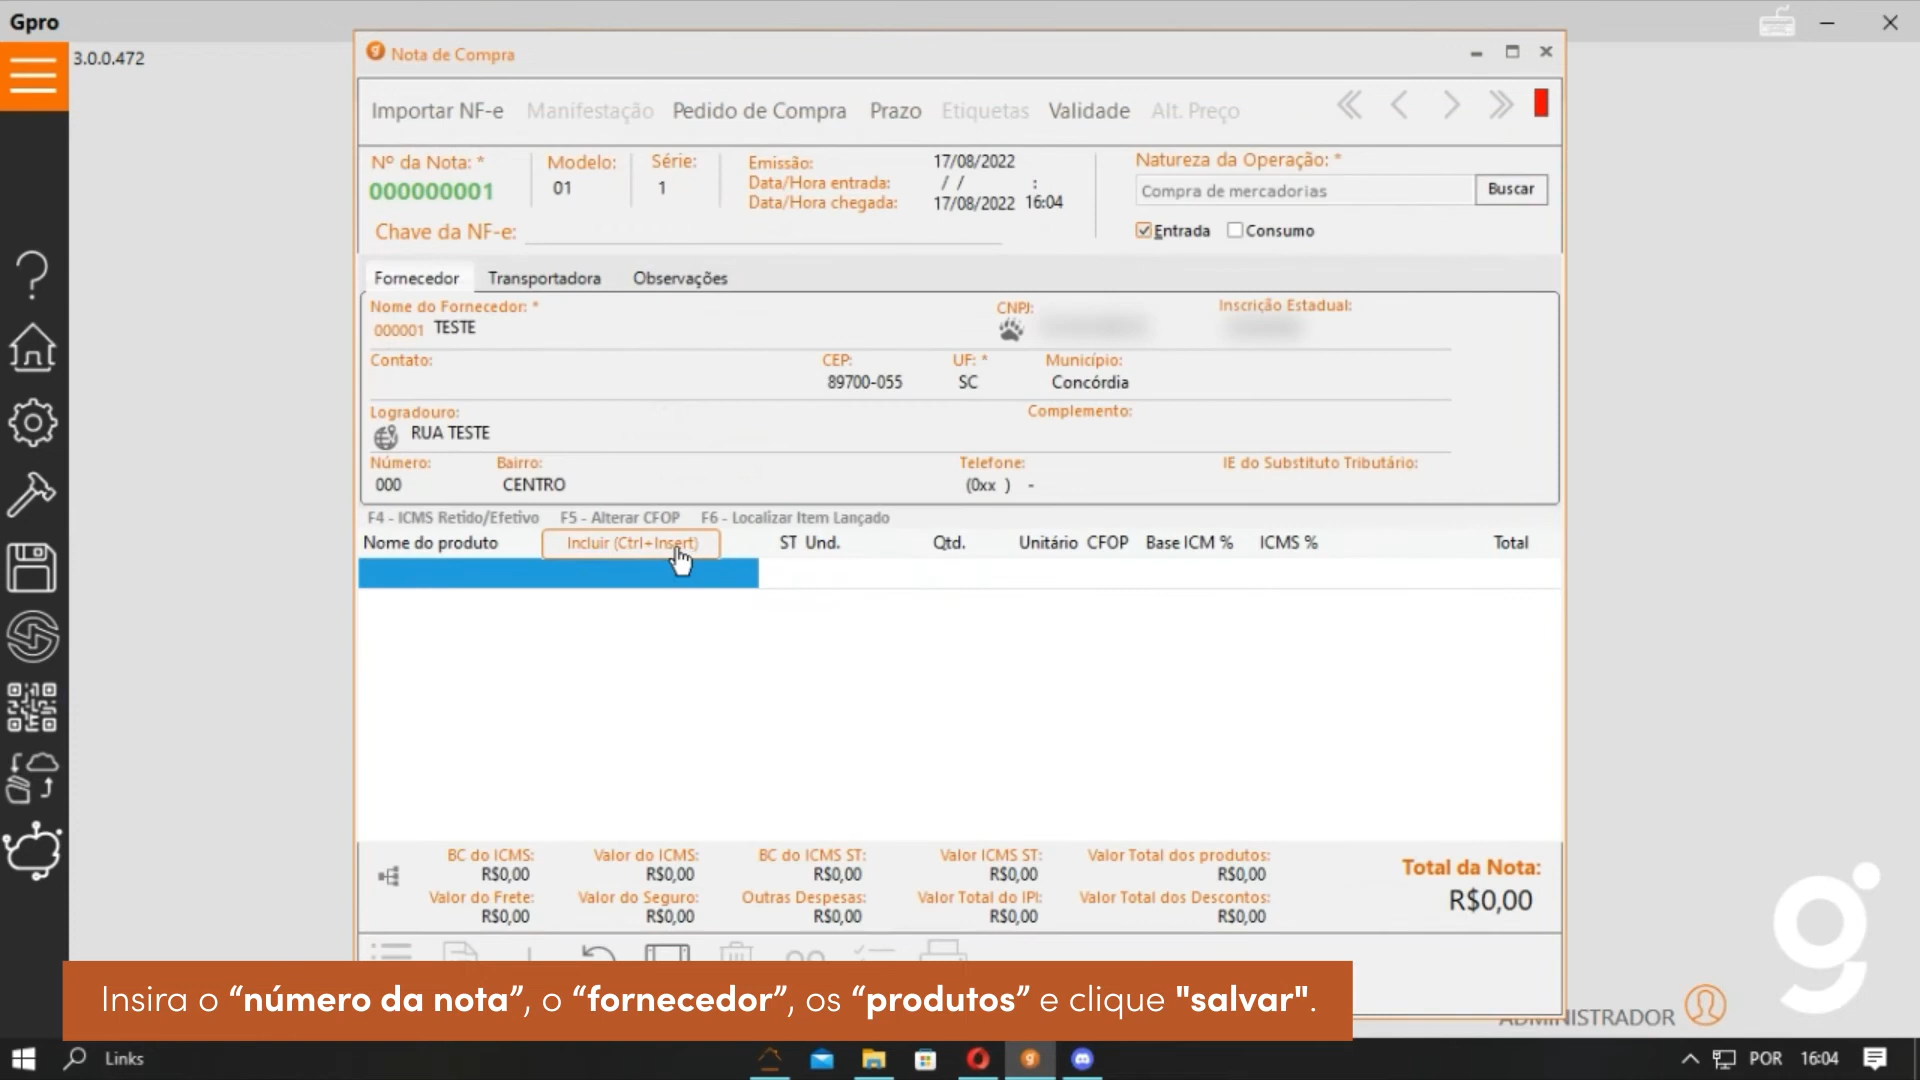 Gpro
3.0.0.472
Nota de Compra
Importar NF-e Manifestação Pedido de Compra Prazo Etiquetas Validade Alt. Preço
Nº da Nota: * Modelo: Série: Emissão: 17/08/2022 Natureza da Operação: *
000000001 01 1 Data/Hora entrada: / / : Compra de mercadorias Buscar
Data/Hora chegada: 17/08/2022 16:04
Chave da NF-e: Entrada Consumo
Fornecedor Transportadora Observações
Nome do Fornecedor: * CNPJ: Inscrição Estadual:
000001 TESTE
Contato: CEP: UF: * Município:
89700-055 SC Concórdia
Logradouro: Complemento:
RUA TESTE
Número: Bairro: Telefone: IE do Substituto Tributário:
000 CENTRO (0xx ) -
F4 - ICMS Retido/Efetivo F5 - Alterar CFOP F6 - Localizar Item Lançado
Nome do produto Incluir (Ctrl+Insert) ST Und. Qtd. Unitário CFOP Base ICM % ICMS % Total
BC do ICMS: Valor do ICMS: BC do ICMS ST: Valor ICMS ST: Valor Total dos produtos: Total da Nota:
R$0,00 R$0,00 R$0,00 R$0,00 R$0,00 R$0,00
Valor do Frete: Valor do Seguro: Outras Despesas: Valor Total do IPI: Valor Total dos Descontos:
R$0,00 R$0,00 R$0,00 R$0,00 R$0,00
Insira o “número da nota”, o “fornecedor”, os “produtos” e clique "salvar".
ADMINISTRADOR
Links POR 16:04